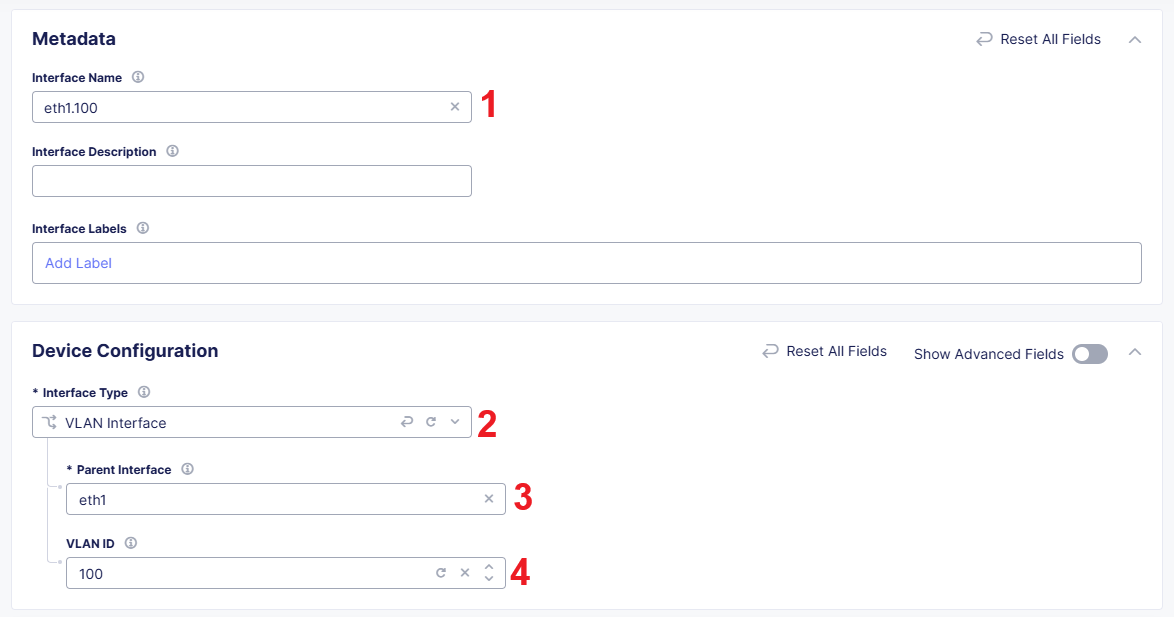 Metadata
Reset All Fields
Interface Name
eth1.100
1
Interface Description
Interface Labels
Add Label
Device Configuration
Reset All Fields
Show Advanced Fields
* Interface Type
VLAN Interface
2
* Parent Interface
eth1
3
VLAN ID
100
4